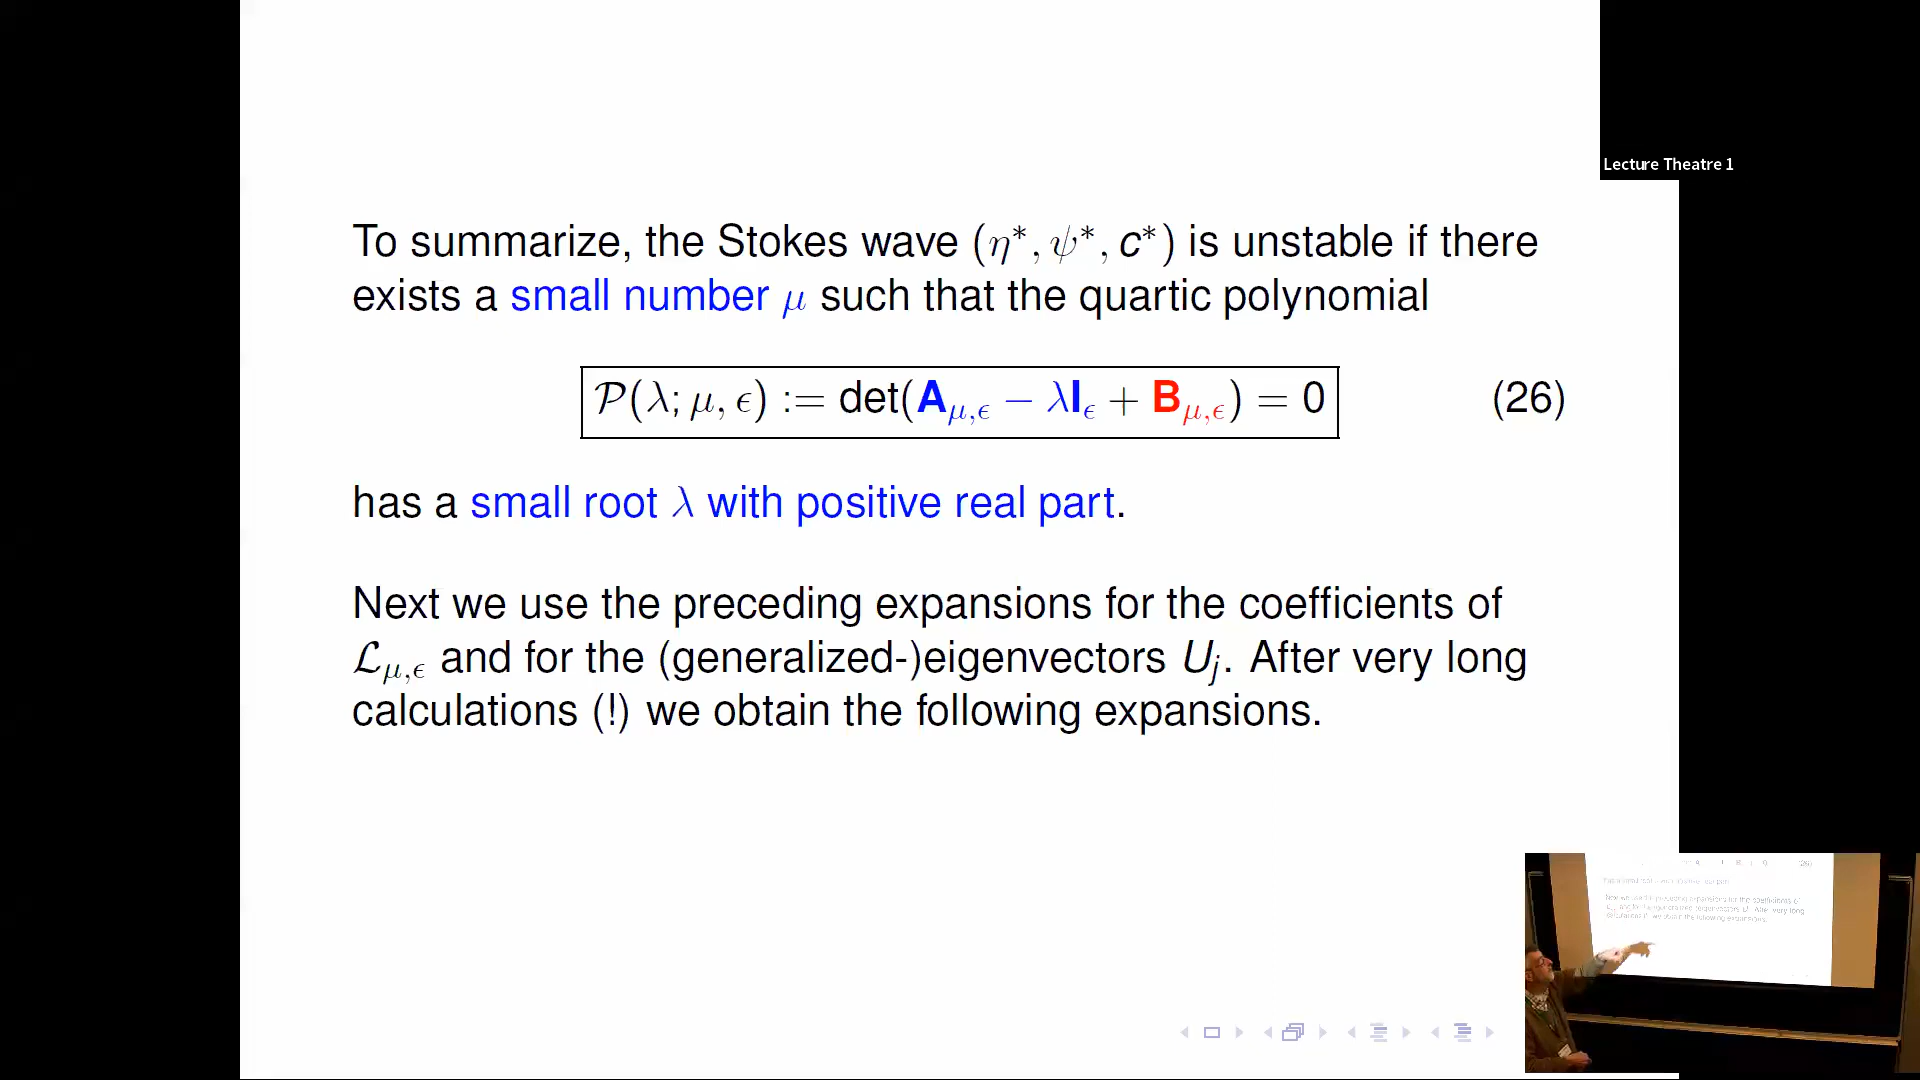 Lecture Theatre 1
To summarize, the Stokes wave (η*, ψ*, c*) is unstable if there
exists a small number μ such that the quartic polynomial
𝒫(λ; μ, ϵ) := det(A_{μ,ϵ} − λI_ϵ + B_{μ,ϵ}) = 0 (26)
has a small root λ with positive real part.
Next we use the preceding expansions for the coefficients of
ℒ_{μ,ϵ} and for the (generalized-)eigenvectors U_j. After very long
calculations (!) we obtain the following expansions.